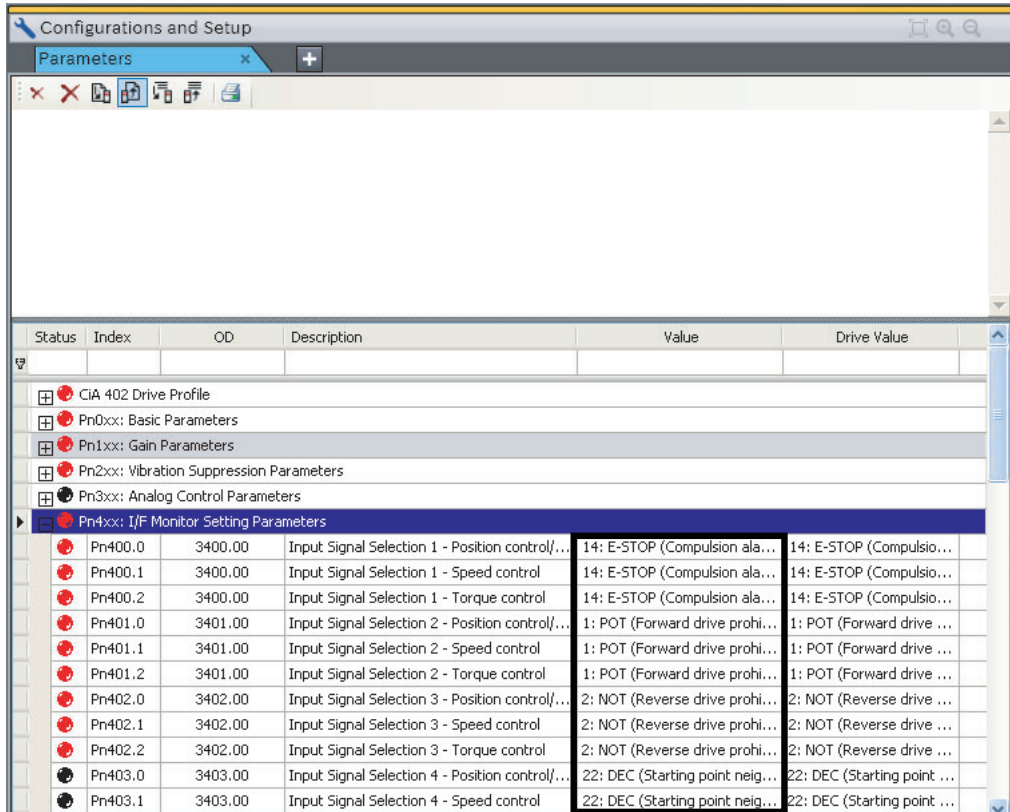 Configurations and Setup
Parameters
Status Index OD Description Value Drive Value
CiA 402 Drive Profile
Pn0xx: Basic Parameters
Pn1xx: Gain Parameters
Pn2xx: Vibration Suppression Parameters
Pn3xx: Analog Control Parameters
Pn4xx: I/F Monitor Setting Parameters
Pn400.0 3400.00 Input Signal Selection 1 - Position control/... 14: E-STOP (Compulsion ala... 14: E-STOP (Compulsio...
Pn400.1 3400.00 Input Signal Selection 1 - Speed control 14: E-STOP (Compulsion ala... 14: E-STOP (Compulsio...
Pn400.2 3400.00 Input Signal Selection 1 - Torque control 14: E-STOP (Compulsion ala... 14: E-STOP (Compulsio...
Pn401.0 3401.00 Input Signal Selection 2 - Position control/... 1: POT (Forward drive prohi... 1: POT (Forward drive ...
Pn401.1 3401.00 Input Signal Selection 2 - Speed control 1: POT (Forward drive prohi... 1: POT (Forward drive ...
Pn401.2 3401.00 Input Signal Selection 2 - Torque control 1: POT (Forward drive prohi... 1: POT (Forward drive ...
Pn402.0 3402.00 Input Signal Selection 3 - Position control/... 2: NOT (Reverse drive prohi... 2: NOT (Reverse drive ...
Pn402.1 3402.00 Input Signal Selection 3 - Speed control 2: NOT (Reverse drive prohi... 2: NOT (Reverse drive ...
Pn402.2 3402.00 Input Signal Selection 3 - Torque control 2: NOT (Reverse drive prohi... 2: NOT (Reverse drive ...
Pn403.0 3403.00 Input Signal Selection 4 - Position control/... 22: DEC (Starting point neig... 22: DEC (Starting point ...
Pn403.1 3403.00 Input Signal Selection 4 - Speed control 22: DEC (Starting point neig... 22: DEC (Starting point ...